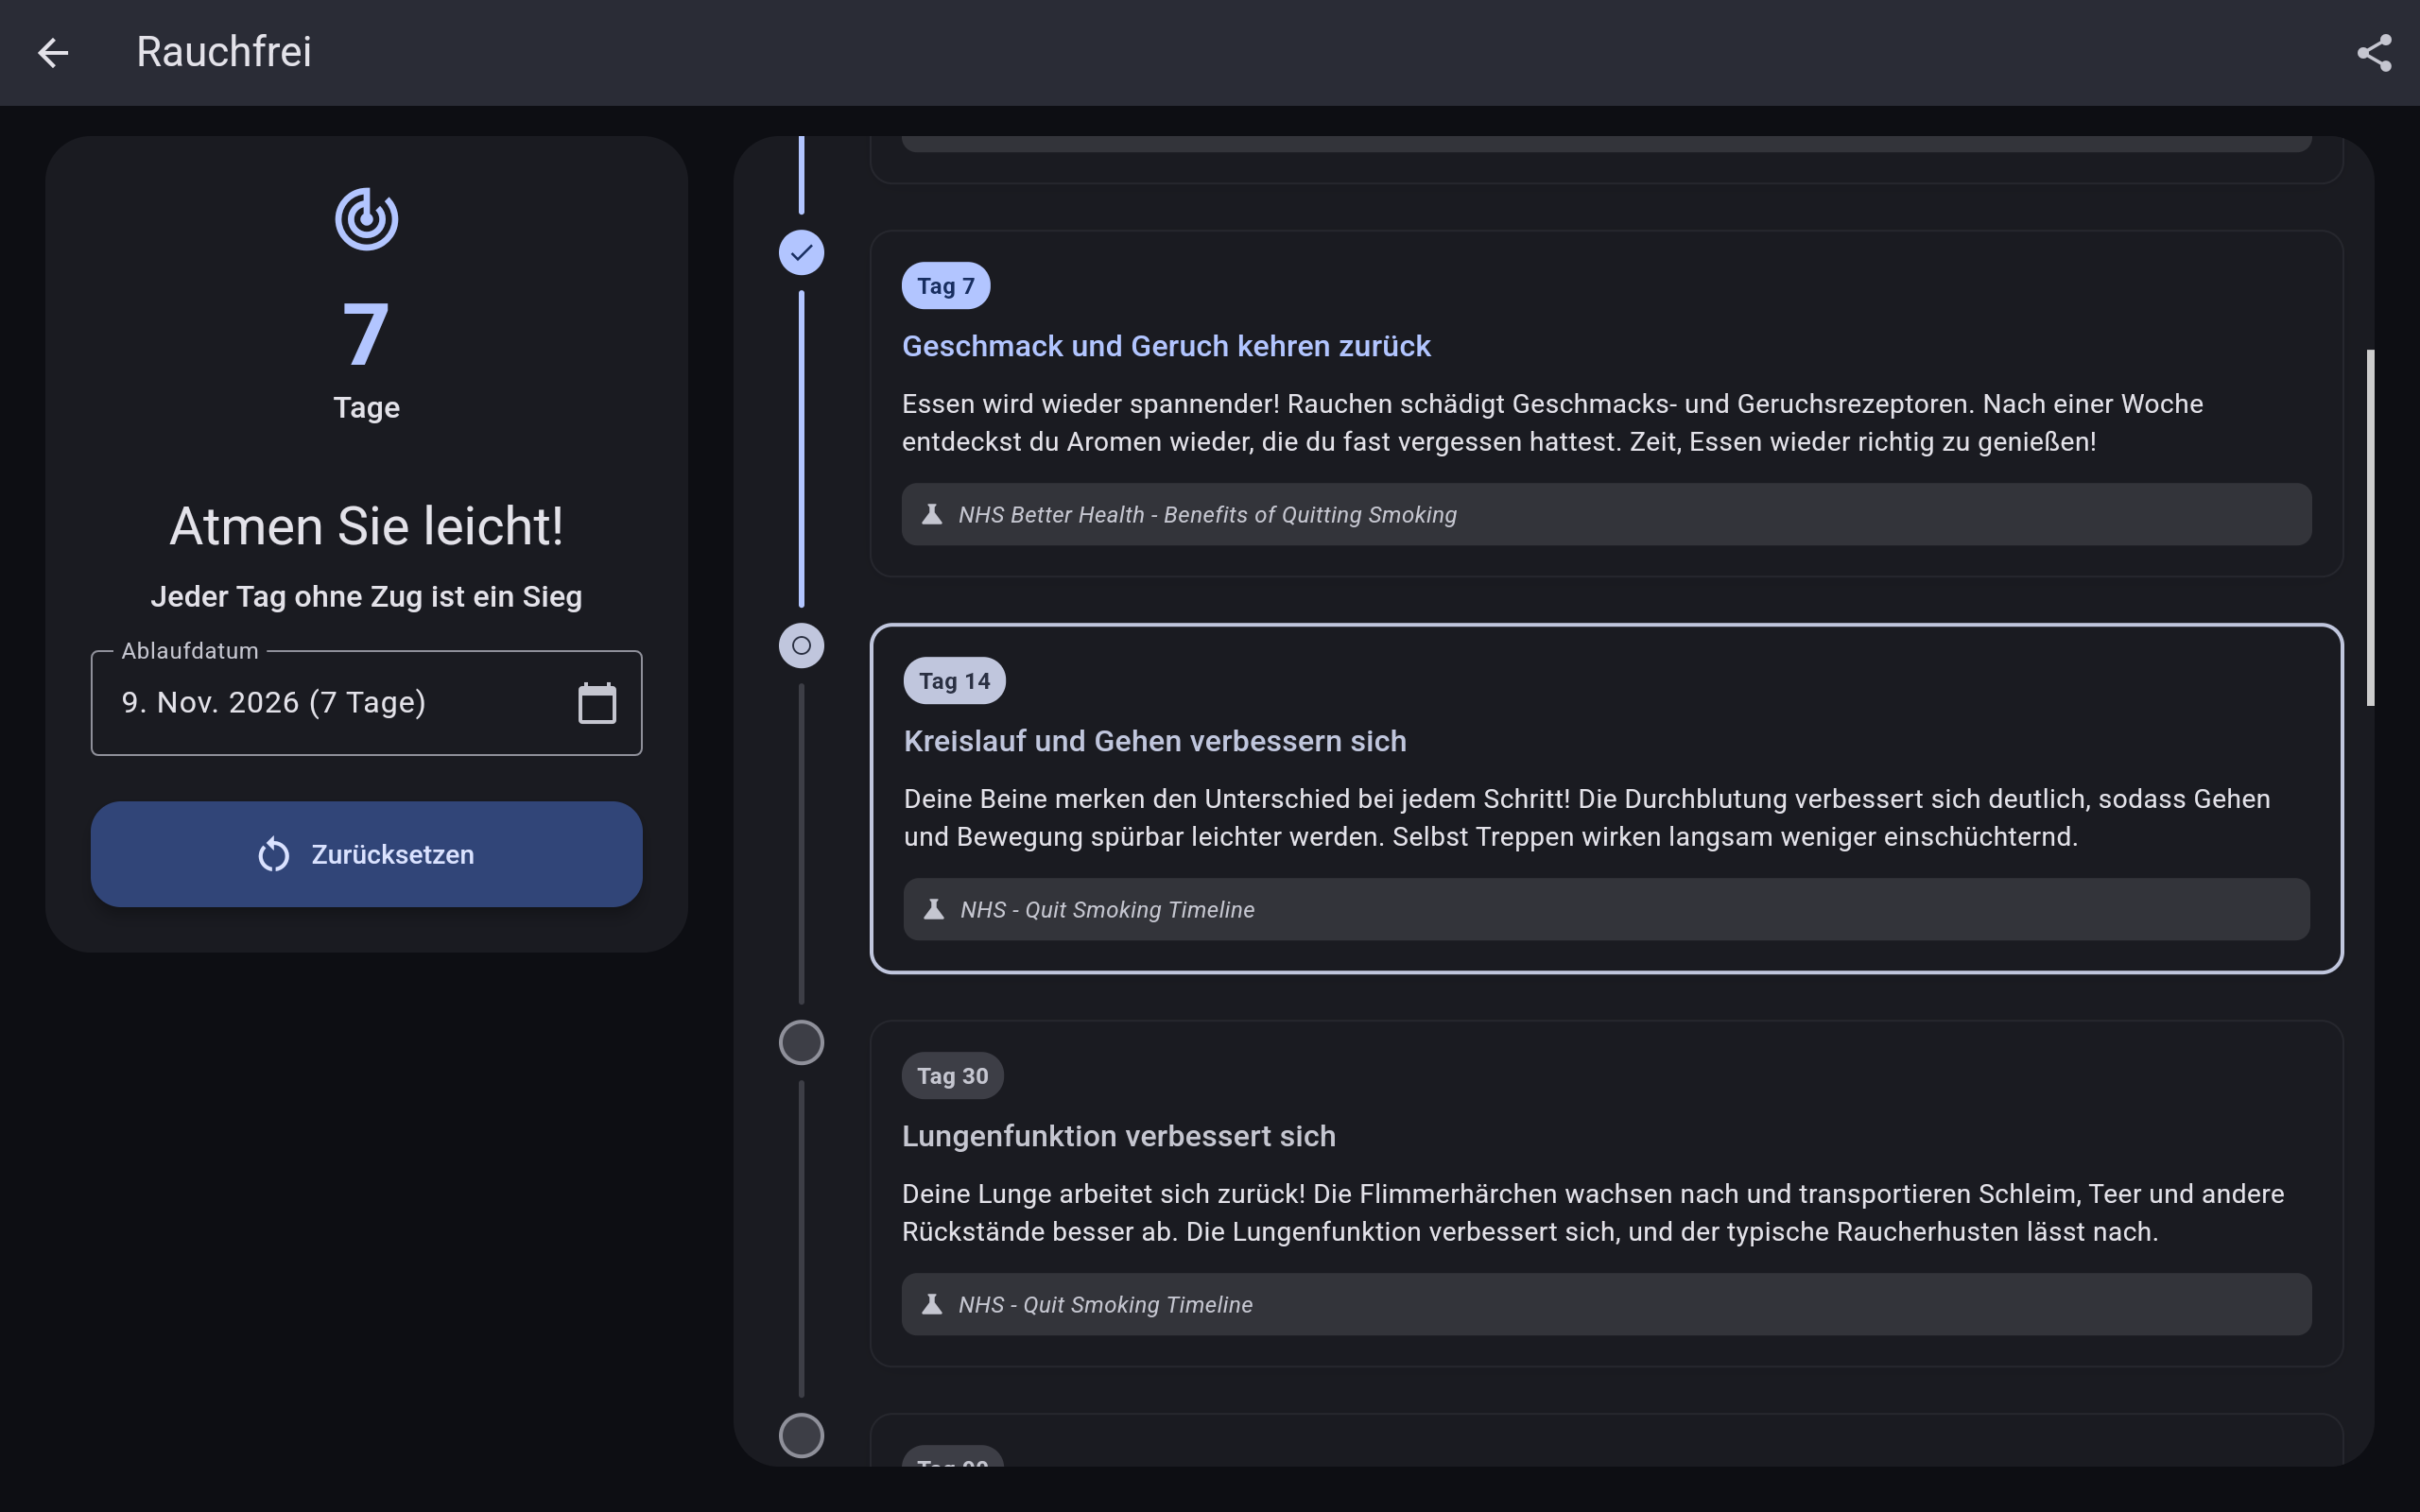 Rauchfrei
7
Tage
Atmen Sie leicht!
Jeder Tag ohne Zug ist ein Sieg
Ablaufdatum
9. Nov. 2026 (7 Tage)
Zurücksetzen
Tag 7
Geschmack und Geruch kehren zurück
Essen wird wieder spannender! Rauchen schädigt Geschmacks- und Geruchsrezeptoren. Nach einer Woche
entdeckst du Aromen wieder, die du fast vergessen hattest. Zeit, Essen wieder richtig zu genießen!
NHS Better Health - Benefits of Quitting Smoking
Tag 14
Kreislauf und Gehen verbessern sich
Deine Beine merken den Unterschied bei jedem Schritt! Die Durchblutung verbessert sich deutlich, sodass Gehen
und Bewegung spürbar leichter werden. Selbst Treppen wirken langsam weniger einschüchternd.
NHS - Quit Smoking Timeline
Tag 30
Lungenfunktion verbessert sich
Deine Lunge arbeitet sich zurück! Die Flimmerhärchen wachsen nach und transportieren Schleim, Teer und andere
Rückstände besser ab. Die Lungenfunktion verbessert sich, und der typische Raucherhusten lässt nach.
NHS - Quit Smoking Timeline
Tag